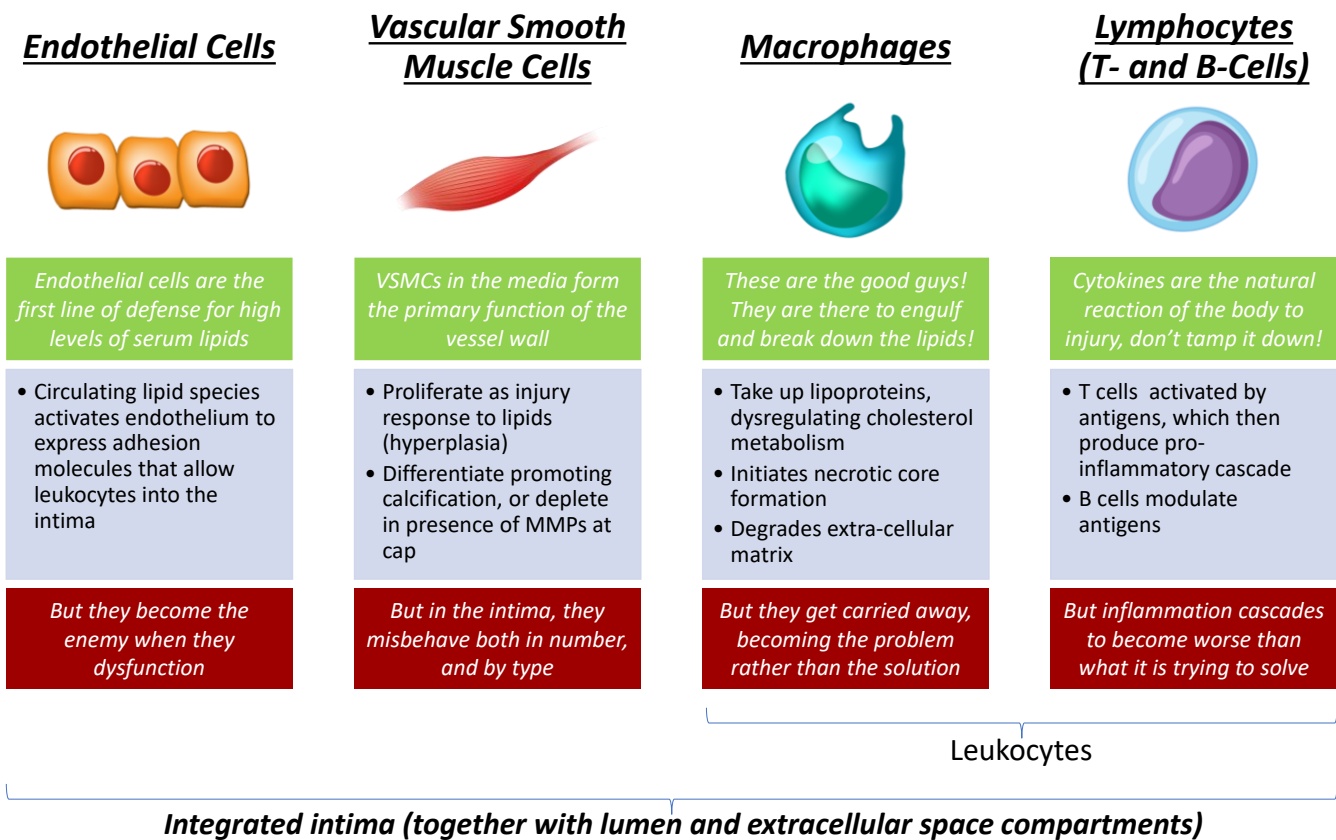 Endothelial Cells
Endothelial cells are the
first line of defense for high
levels of serum lipids
• Circulating lipid species
activates endothelium to
express adhesion
molecules that allow
leukocytes into the
intima
But they become the
enemy when they
dysfunction
Vascular Smooth
Muscle Cells
VSMCs in the media form
the primary function of the
vessel wall
• Proliferate as injury
response to lipids
(hyperplasia)
• Differentiate promoting
calcification, or deplete
in presence of MMPs at
cap
But in the intima, they
misbehave both in number,
and by type
Macrophages
These are the good guys!
They are there to engulf
and break down the lipids!
• Take up lipoproteins,
dysregulating cholesterol
metabolism
• Initiates necrotic core
formation
• Degrades extra-cellular
matrix
But they get carried away,
becoming the problem
rather than the solution
Lymphocytes
(T- and B-Cells)
Cytokines are the natural
reaction of the body to
injury, don’t tamp it down!
• T cells activated by
antigens, which then
produce pro-
inflammatory cascade
• B cells modulate
antigens
But inflammation cascades
to become worse than
what it is trying to solve
Leukocytes
Integrated intima (together with lumen and extracellular space compartments)